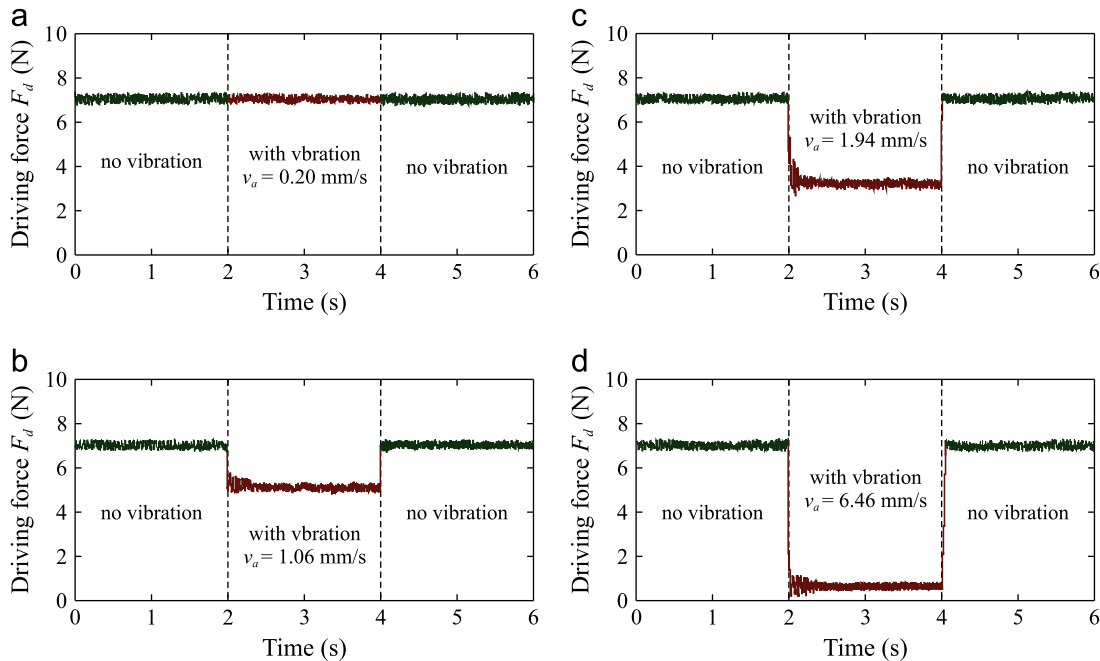 a
10
8
6
4
2
0
Driving force F_d (N)
no vibration
with vbration
v_a = 0.20 mm/s
no vibration
0 1 2 3 4 5 6
Time (s)
c
10
8
6
4
2
0
Driving force F_d (N)
no vibration
with vbration
v_a = 1.94 mm/s
no vibration
0 1 2 3 4 5 6
Time (s)
b
10
8
6
4
2
0
Driving force F_d (N)
no vibration
with vbration
v_a = 1.06 mm/s
no vibration
0 1 2 3 4 5 6
Time (s)
d
10
8
6
4
2
0
Driving force F_d (N)
no vibration
with vbration
v_a = 6.46 mm/s
no vibration
0 1 2 3 4 5 6
Time (s)